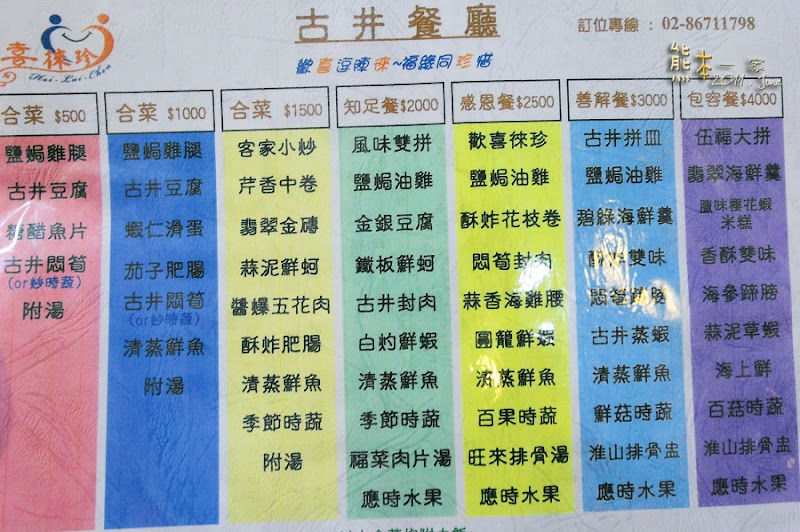 古井餐廳
訂位專線 : 02-86711798
喜徠珍
Hsi-Lai-Chen
歡喜逗陣徠~福緣同珍惜
熊本一家
合菜 $500
鹽焗雞腿
古井豆腐
糖醋魚片
古井悶筍
(or炒時蔬)
附湯
合菜 $1000
鹽焗雞腿
古井豆腐
蝦仁滑蛋
茄子肥腸
古井悶筍
(or炒時蔬)
清蒸鮮魚
附湯
合菜 $1500
客家小炒
芹香中卷
翡翠金磚
蒜泥鮮蚵
醬爆五花肉
酥炸肥腸
清蒸鮮魚
季節時蔬
附湯
知足餐$2000
風味雙拼
鹽焗油雞
金銀豆腐
鐵板鮮蚵
古井封肉
白灼鮮蝦
清蒸鮮魚
季節時蔬
福菜肉片湯
應時水果
感恩餐$2500
歡喜徠珍
鹽焗油雞
酥炸花枝卷
悶筍封肉
蒜香海雞腰
圓籠鮮蝦
清蒸鮮魚
百果時蔬
旺來排骨湯
應時水果
善解餐$3000
古井拼皿
鹽焗油雞
碧綠海鮮羹
酥炸雙味
悶筍蹄膀
古井蒸蝦
清蒸鮮魚
鮮菇時蔬
淮山排骨盅
應時水果
包容餐$4000
伍福大拼
翡翠海鮮羹
鹽味櫻花蝦
米糕
香酥雙味
海參蹄膀
蒜泥草蝦
海上鮮
百菇時蔬
淮山排骨盅
應時水果